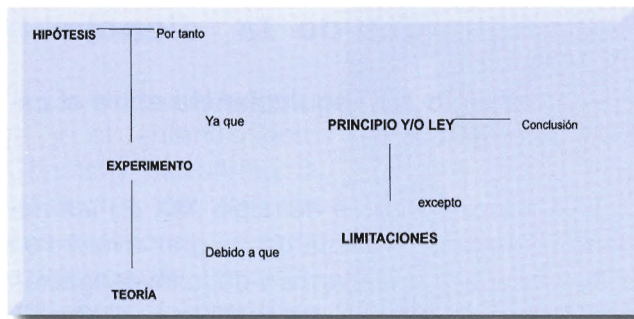 HIPÓTESIS Por tanto
Ya que
PRINCIPIO Y/O LEY Conclusión
EXPERIMENTO
excepto
LIMITACIONES
Debido a que
TEORÍA